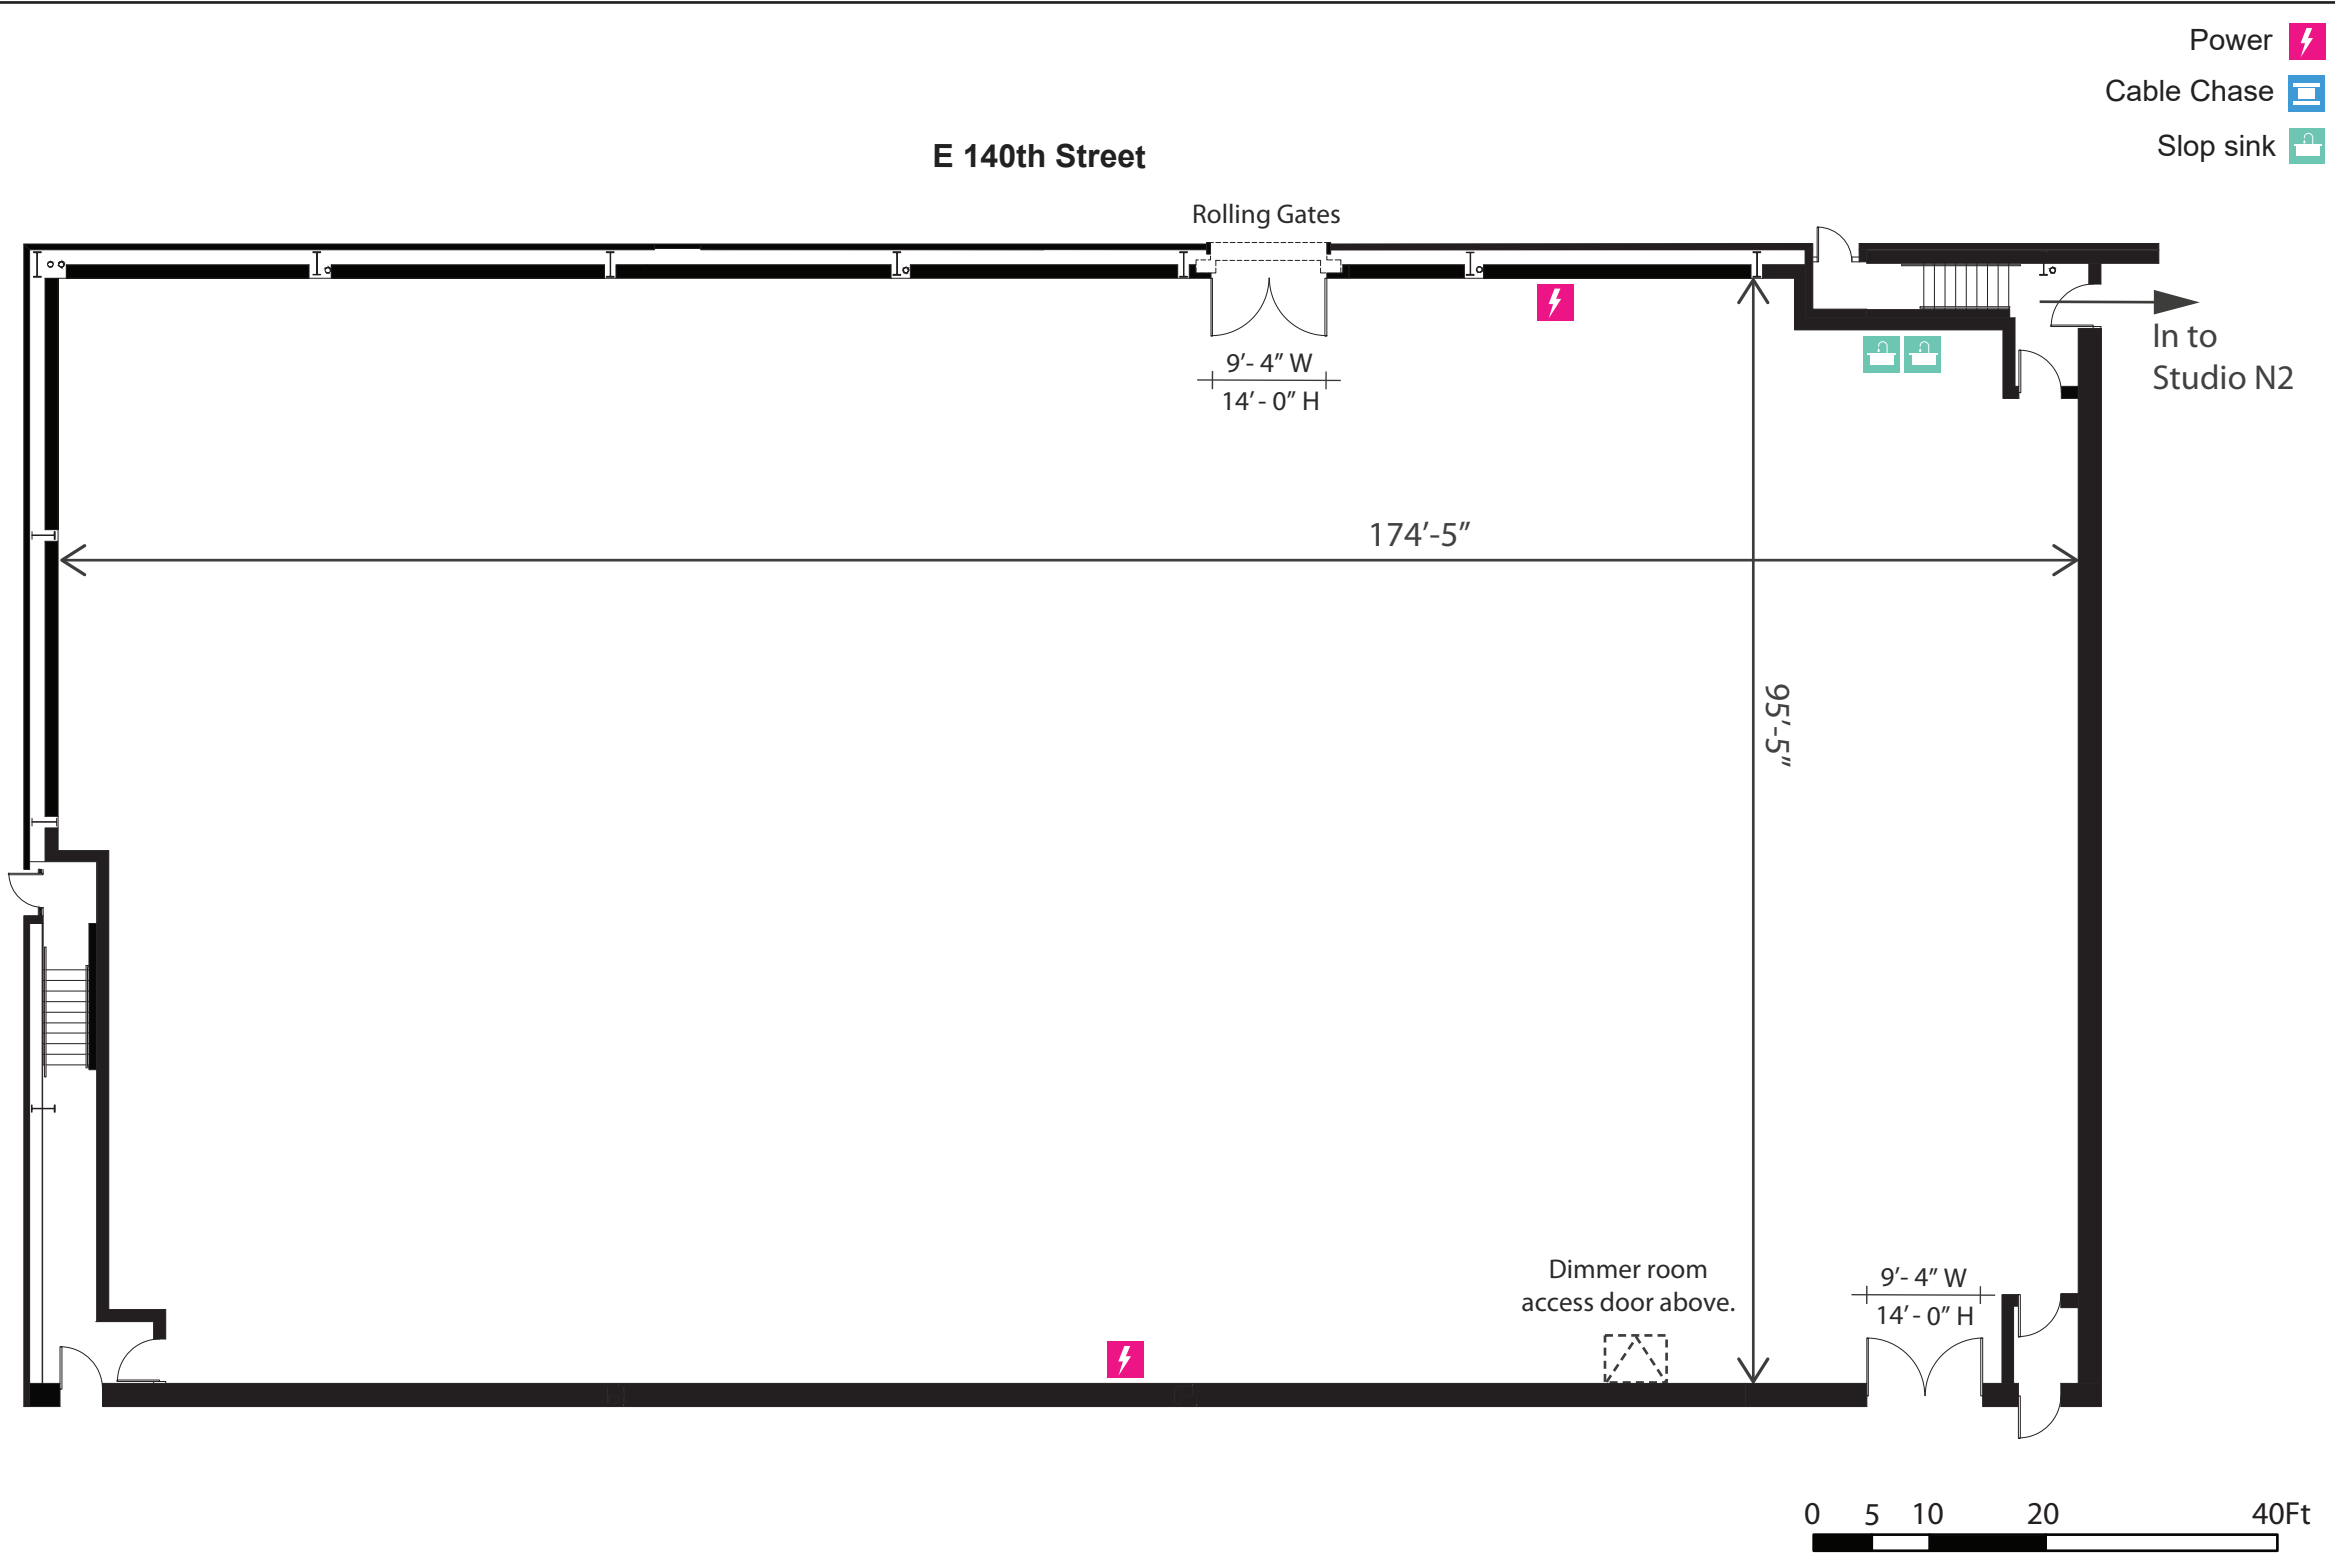 Power
Cable Chase
Slop sink
E 140th Street
Rolling Gates
9’- 4” W
14’ - 0” H
In to
Studio N2
174’-5”
95’-5”
Dimmer room
access door above.
9’- 4” W
14’ - 0” H
0 5 10 20 40Ft